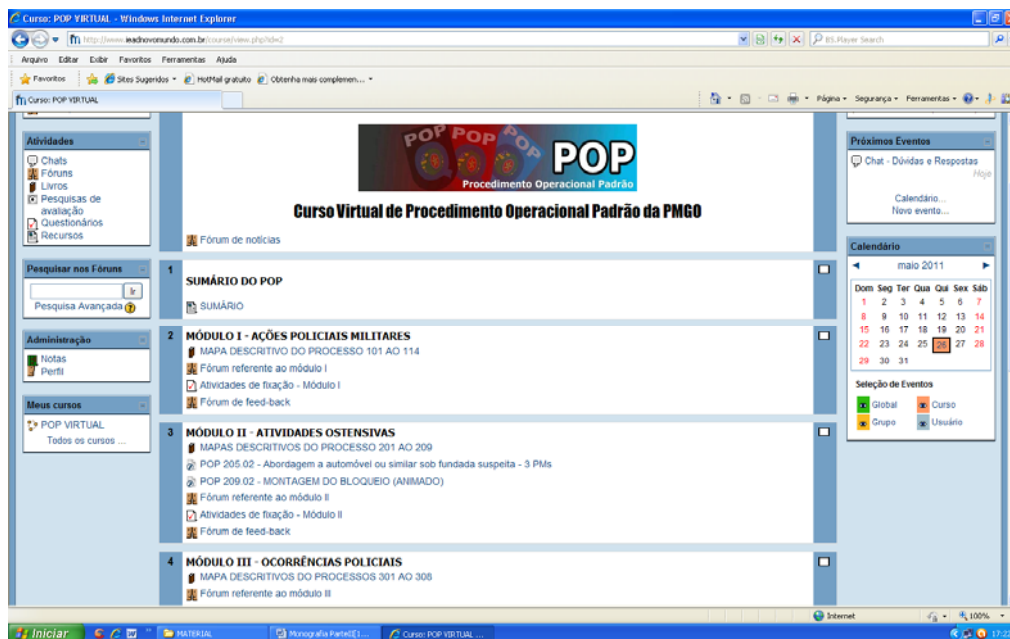 Curso: POP VIRTUAL - Windows Internet Explorer
http://www.ieadnovomundo.com.br/course/view.php?id=2
BS.Player Search
Arquivo Editar Exibir Favoritos Ferramentas Ajuda
Favoritos Sites Sugeridos HotMail gratuito Obtenha mais complemen...
Curso: POP VIRTUAL
Página Segurança Ferramentas
Atividades
Chats
Fóruns
Livros
Pesquisas de avaliação
Questionários
Recursos
Pesquisar nos Fóruns
Ir
Pesquisa Avançada
Administração
Notas
Perfil
Meus cursos
POP VIRTUAL
Todos os cursos ...
POP POP POP POP
Procedimento Operacional Padrão
Curso Virtual de Procedimento Operacional Padrão da PMGO
Fórum de notícias
1
SUMÁRIO DO POP
SUMÁRIO
2 MÓDULO I - AÇÕES POLICIAIS MILITARES
MAPA DESCRITIVO DO PROCESSO 101 AO 114
Fórum referente ao módulo I
Atividades de fixação - Módulo I
Fórum de feed-back
3 MÓDULO II - ATIVIDADES OSTENSIVAS
MAPAS DESCRITIVOS DO PROCESSO 201 AO 209
POP 205.02 - Abordagem a automóvel ou similar sob fundada suspeita - 3 PMs
POP 209.02 - MONTAGEM DO BLOQUEIO (ANIMADO)
Fórum referente ao módulo II
Atividades de fixação - Módulo II
Fórum de feed-back
4 MÓDULO III - OCORRÊNCIAS POLICIAIS
MAPA DESCRITIVOS DO PROCESSOS 301 AO 308
Fórum referente ao módulo III
Próximos Eventos
Chat - Dúvidas e Respostas
Hoje
Calendário...
Novo evento...
Calendário
maio 2011
Dom Seg Ter Qua Qui Sex Sáb
1 2 3 4 5 6 7
8 9 10 11 12 13 14
15 16 17 18 19 20 21
22 23 24 25 26 27 28
29 30 31
Seleção de Eventos
Global Curso
Grupo Usuário
Internet 100%
Iniciar MATERIAL Monografia ParteII[1... Curso: POP VIRTUAL ...